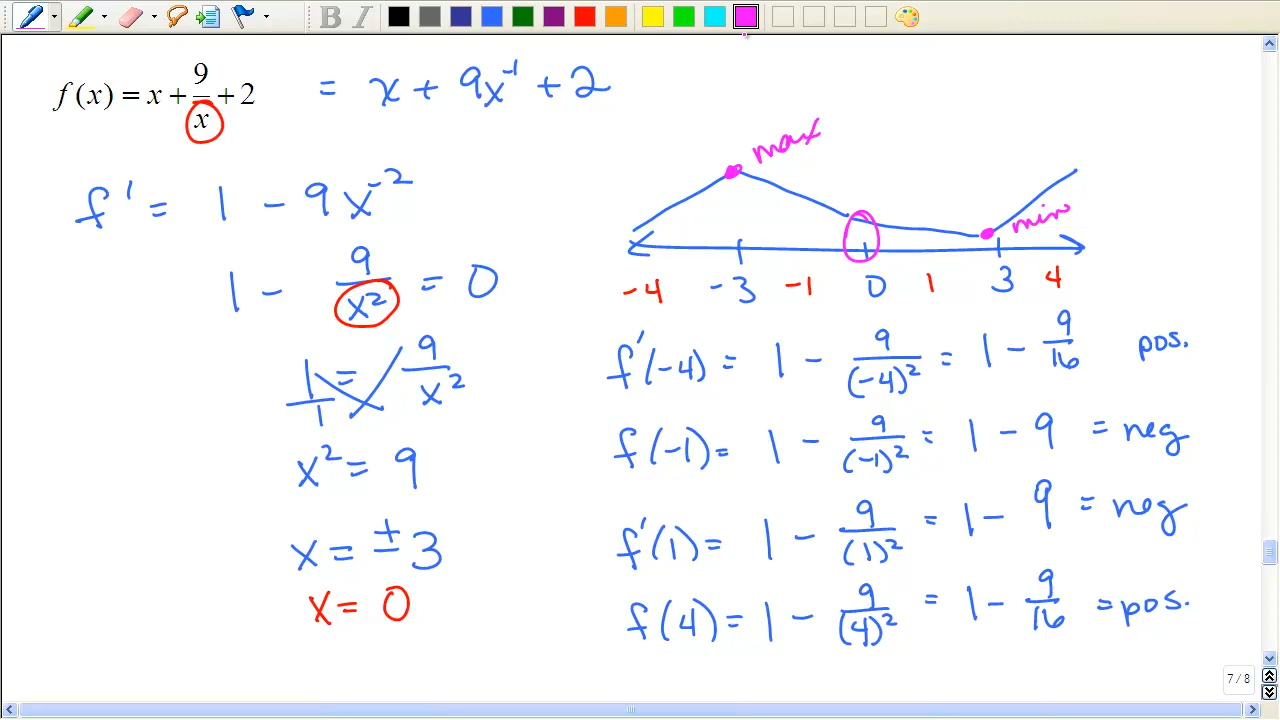 f(x) = x + 9/x + 2 = x + 9x⁻¹ + 2
f' = 1 - 9x⁻²
1 - 9/x² = 0
1/1 = 9/x²
x² = 9
x = ±3
x = 0
max
min
-4 -3 -1 0 1 3 4
f'(-4) = 1 - 9/(-4)² = 1 - 9/16 pos.
f(-1) = 1 - 9/(-1)² = 1 - 9 = neg
f'(1) = 1 - 9/(1)² = 1 - 9 = neg
f(4) = 1 - 9/(4)² = 1 - 9/16 = pos.
B I
7 / 8